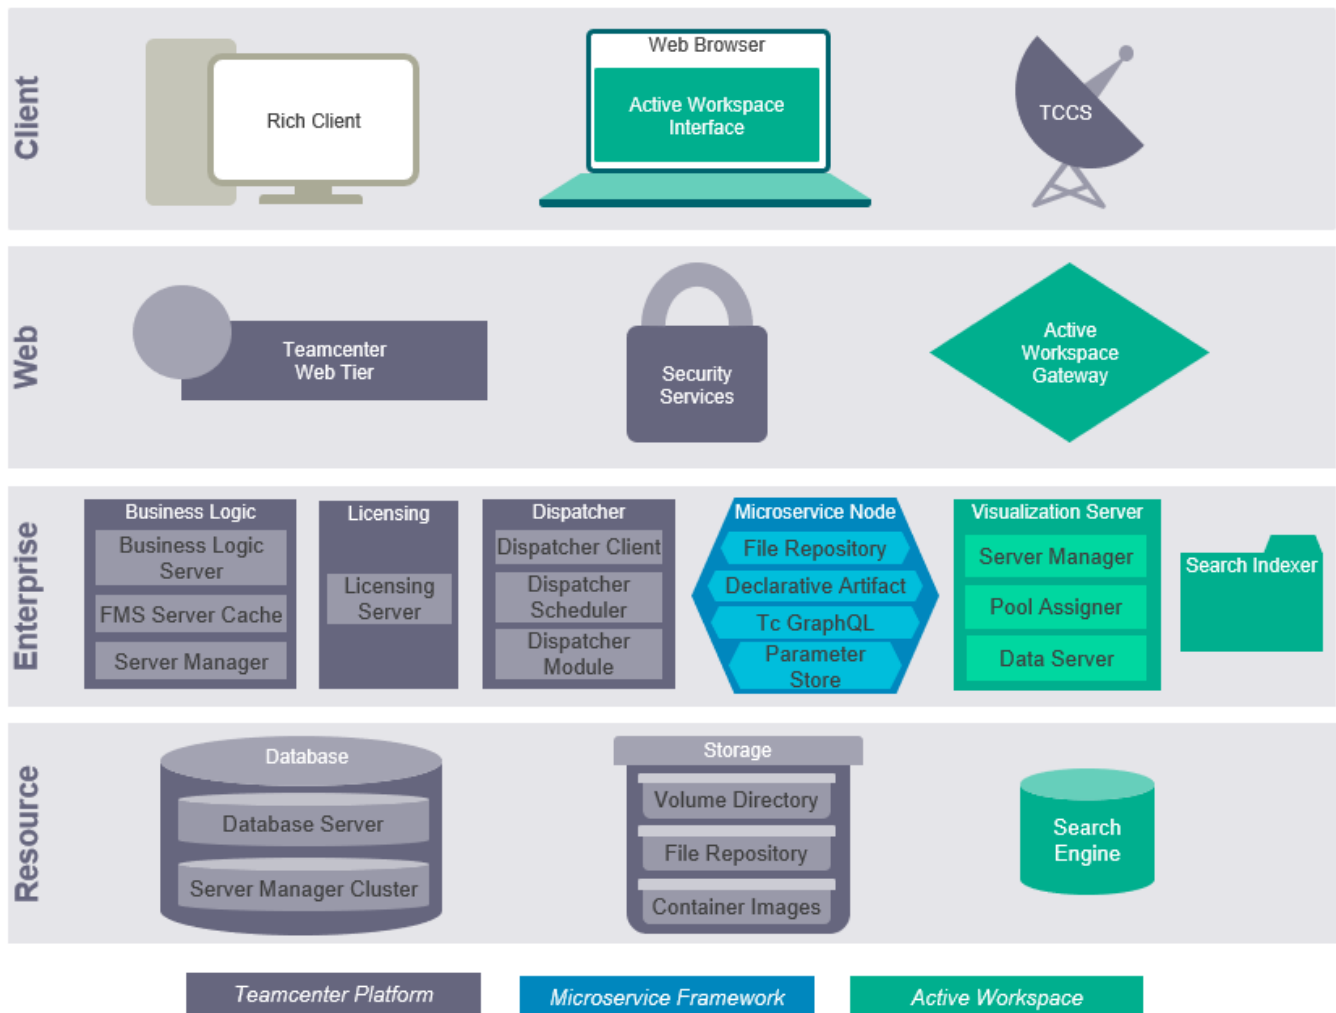 Client
Rich Client
Web Browser
Active Workspace
Interface
TCCS
Web
Teamcenter
Web Tier
Security
Services
Active
Workspace
Gateway
Enterprise
Business Logic
Business Logic
Server
FMS Server Cache
Server Manager
Licensing
Licensing
Server
Dispatcher
Dispatcher Client
Dispatcher
Scheduler
Dispatcher
Module
Microservice Node
File Repository
Declarative Artifact
Tc GraphQL
Parameter
Store
Visualization Server
Server Manager
Pool Assigner
Data Server
Search Indexer
Resource
Database
Database Server
Server Manager Cluster
Storage
Volume Directory
File Repository
Container Images
Search
Engine
Teamcenter Platform
Microservice Framework
Active Workspace